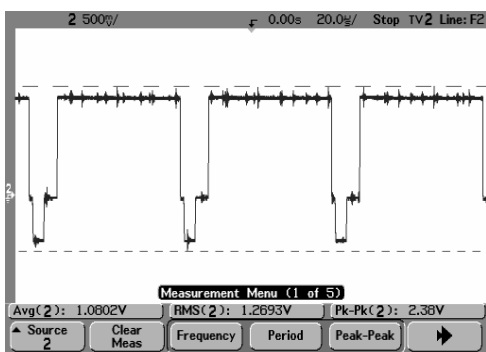 2 500mV/ 0.00s 20.0µs/ Stop TV2 Line:F2
2
Measurement Menu (1 of 5)
Avg(2): 1.0802V RMS(2): 1.2693V Pk-Pk(2): 2.38V
Source 2 Clear Meas Frequency Period Peak-Peak